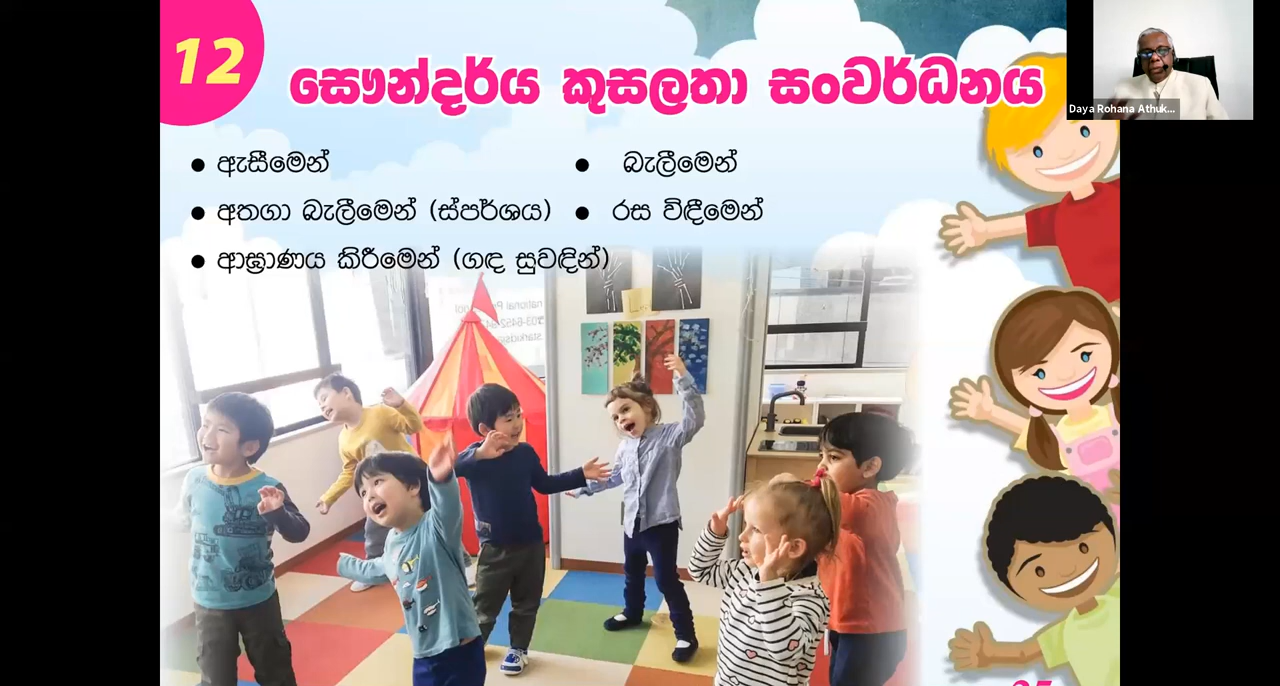 12
සෞන්දර්ය කුසලතා සංවර්ධනය
Daya Rohana Athuk...
● ඇසීමෙන්
● බැලීමෙන්
● අතගා බැලීමෙන් (ස්පර්ශය)
● රස විඳීමෙන්
● ආඝ්‍රාණය කිරීමෙන් (ගඳ සුවඳින්)